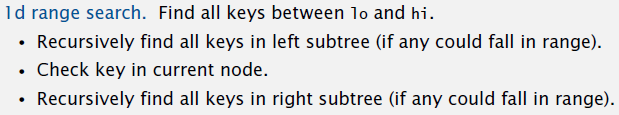 1d range search. Find all keys between lo and hi.
• Recursively find all keys in left subtree (if any could fall in range).
• Check key in current node.
• Recursively find all keys in right subtree (if any could fall in range).